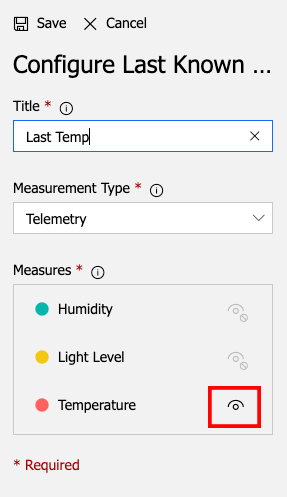 Save Cancel
Configure Last Known ...
Title *
Last Temp
Measurement Type *
Telemetry
Measures *
Humidity
Light Level
Temperature
* Required